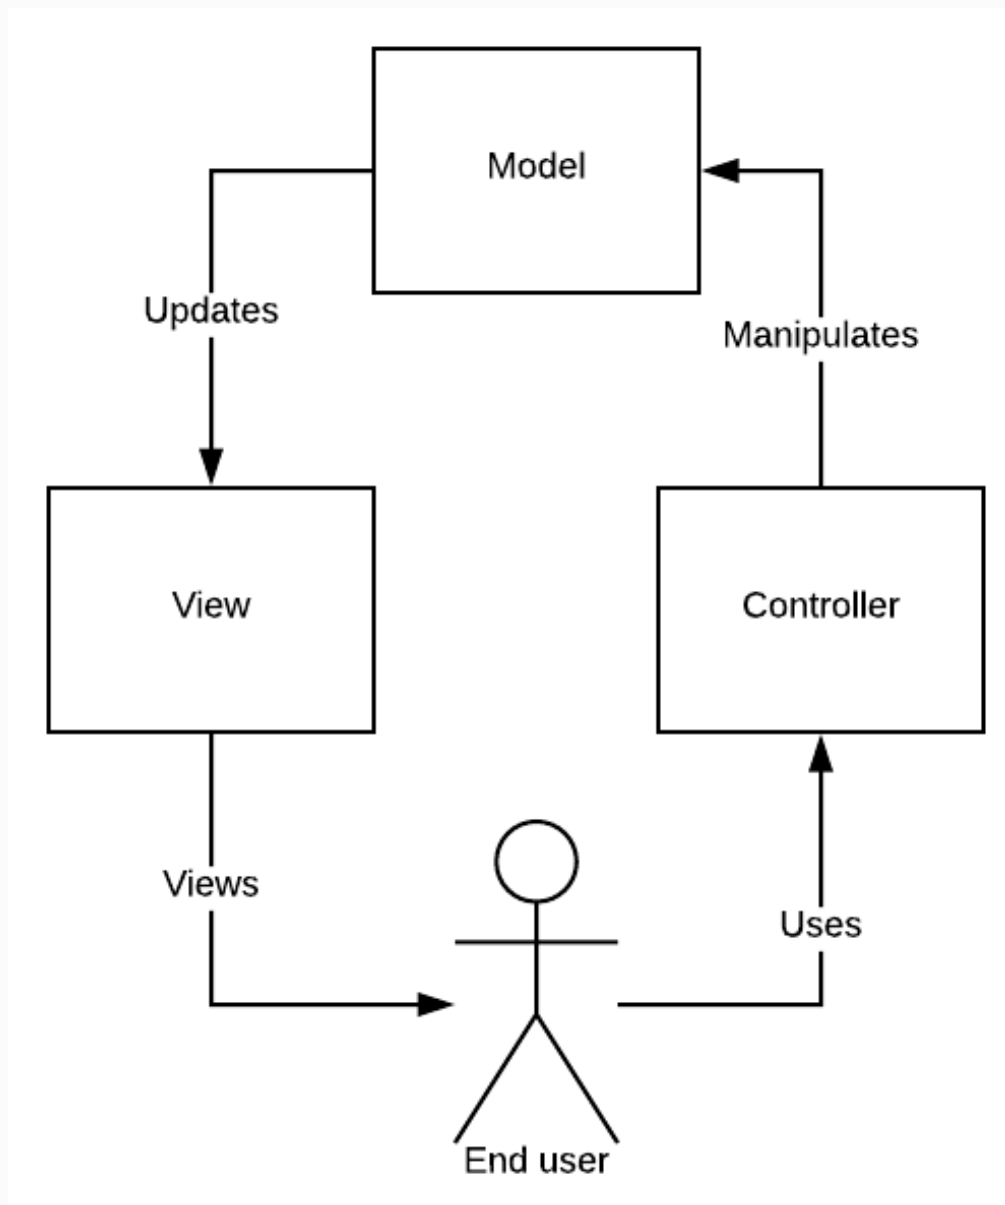 Model
Updates
Manipulates
View
Controller
Views
Uses
End user